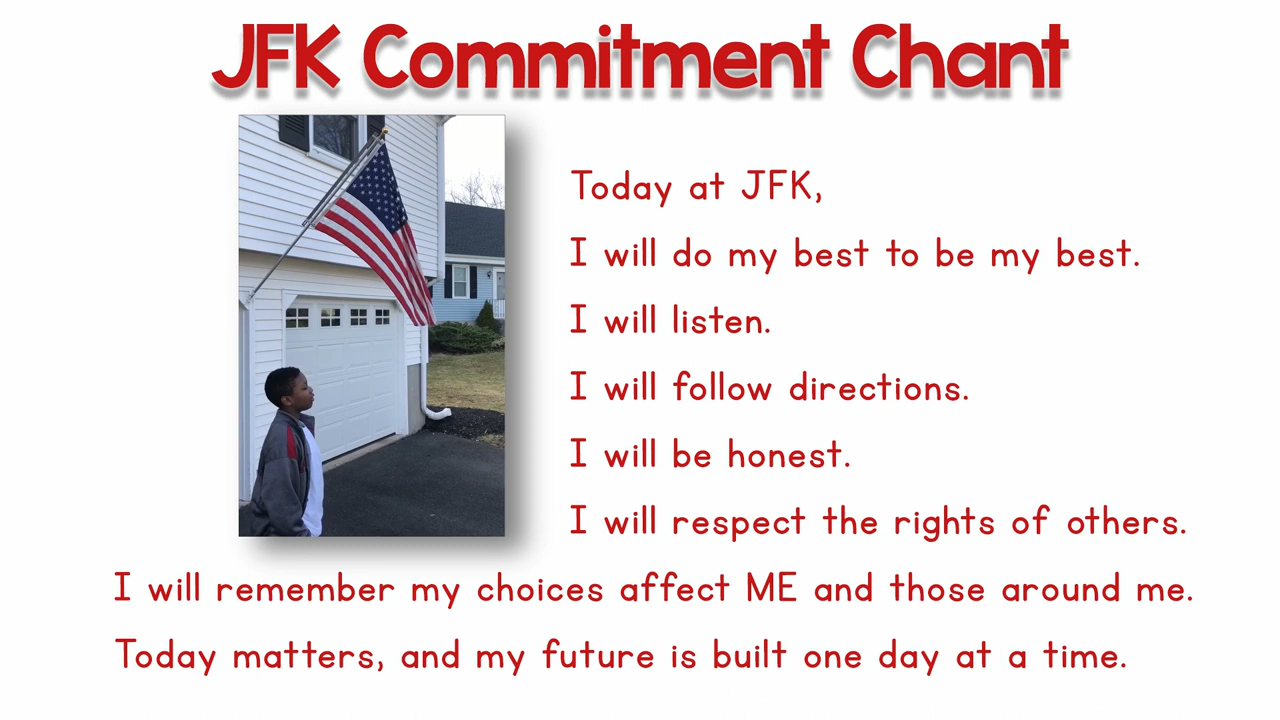 JFK Commitment Chant
Today at JFK,
I will do my best to be my best.
I will listen.
I will follow directions.
I will be honest.
I will respect the rights of others.
I will remember my choices affect ME and those around me.
Today matters, and my future is built one day at a time.